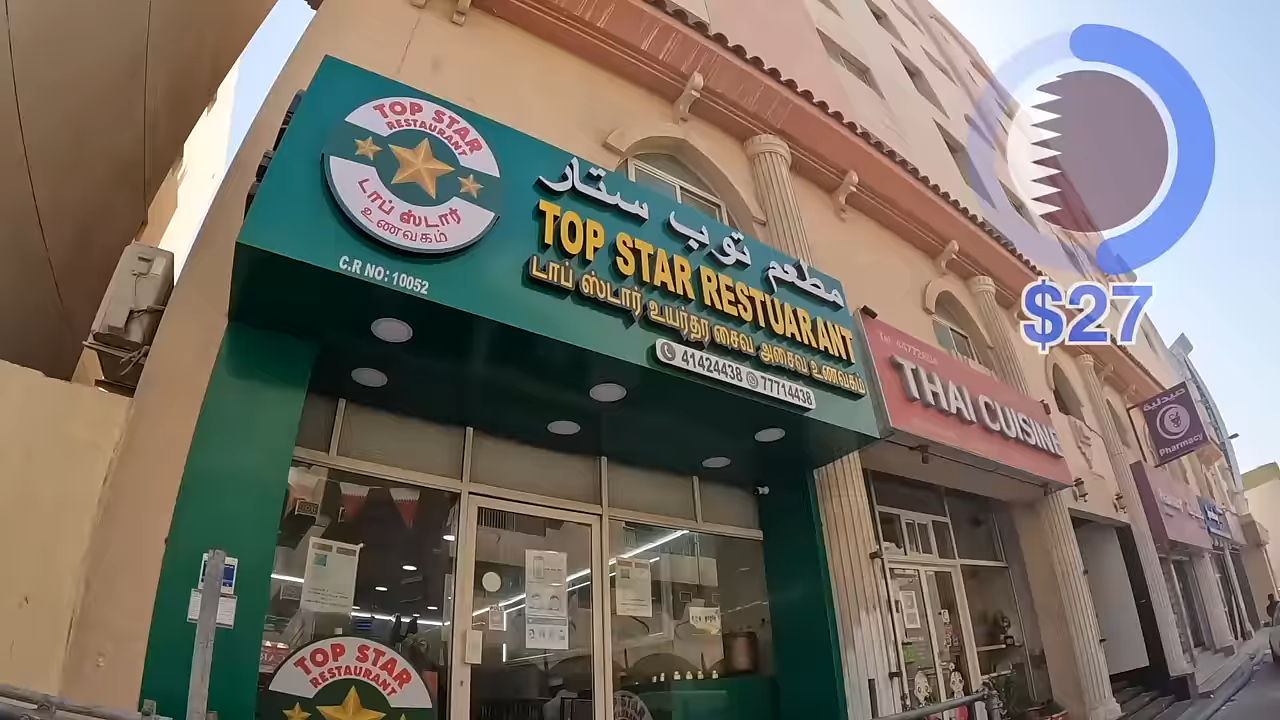 TOP STAR
RESTAURANT
டாப் ஸ்டார்
உணவகம்
C.R NO: 10052
مطعم توب ستار
TOP STAR RESTUARANT
டாப் ஸ்டார் உயர்தர சைவ அசைவ உணவகம்
41424438 77714438
THAI CUISINE
صيدلية
Pharmacy
$27
TOP STAR
RESTAURANT